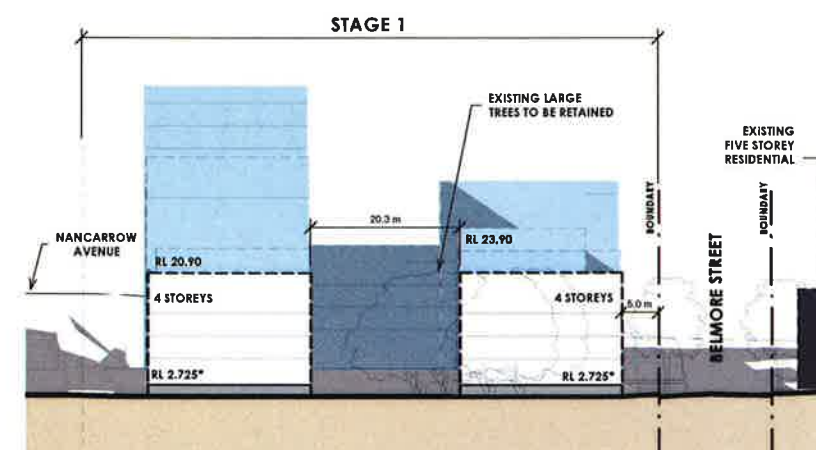 STAGE 1
EXISTING LARGE
TREES TO BE RETAINED
EXISTING
FIVE STOREY
RESIDENTIAL
BOUNDARY
BOUNDARY
NANCARROW
AVENUE
20.3 m
RL 23.90
RL 20.90
4 STOREYS
4 STOREYS
5.0 m
BELMORE STREET
RL 2.725*
RL 2.725*